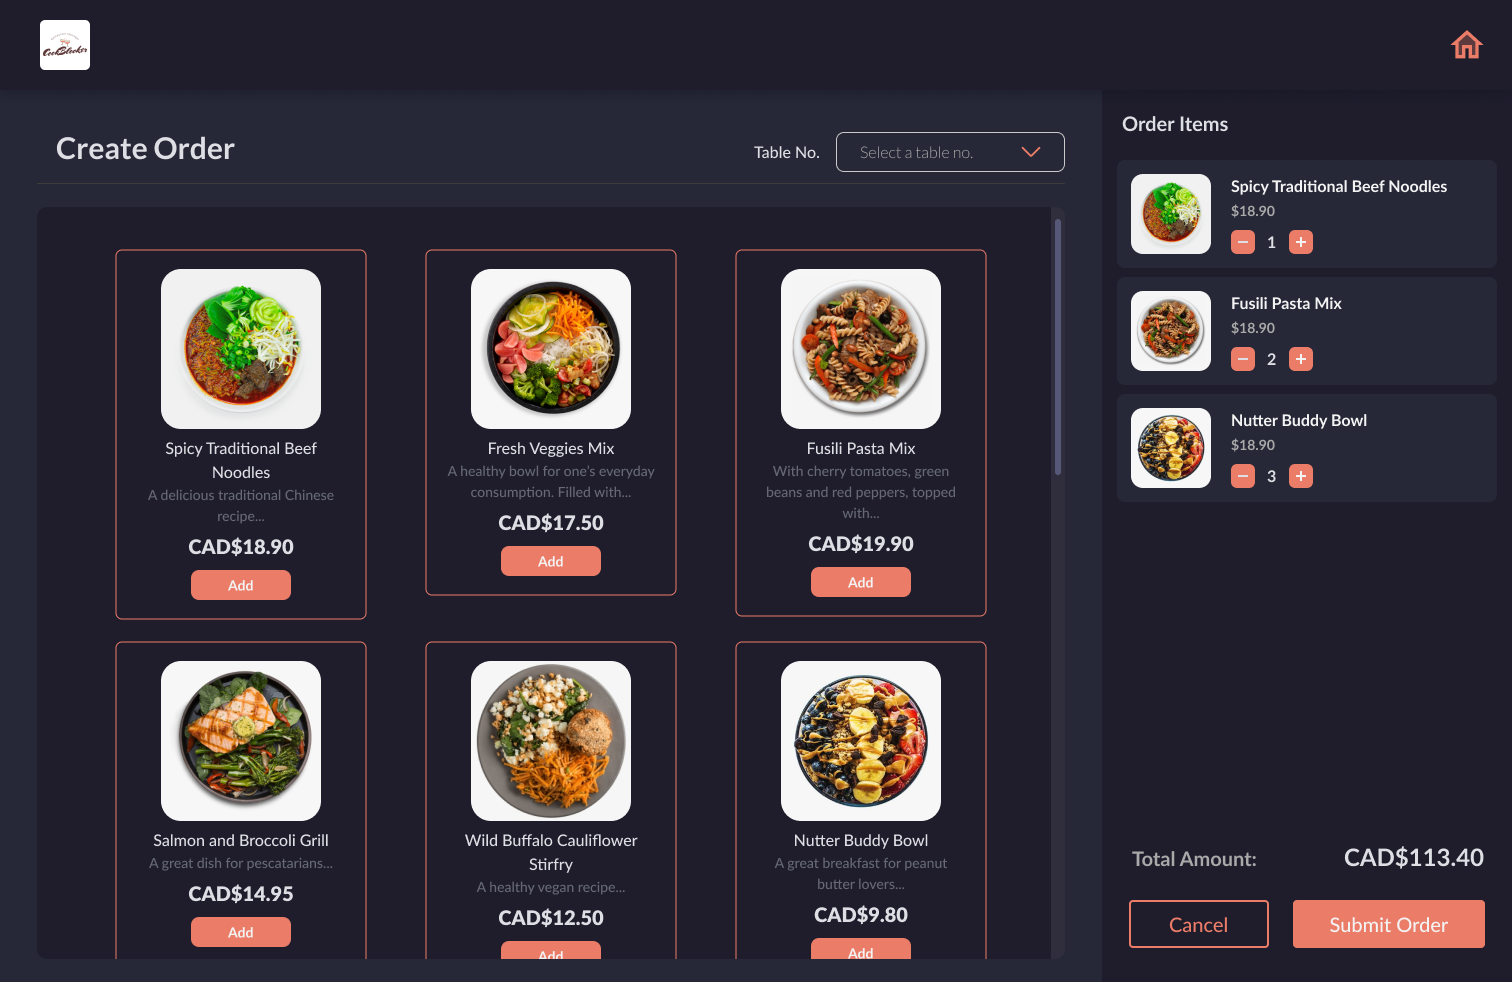 CookBlocker
Create Order
Table No.
Select a table no.
Spicy Traditional Beef
Noodles
A delicious traditional Chinese
recipe...
CAD$18.90
Add
Fresh Veggies Mix
A healthy bowl for one's everyday
consumption. Filled with...
CAD$17.50
Add
Fusili Pasta Mix
With cherry tomatoes, green
beans and red peppers, topped
with...
CAD$19.90
Add
Salmon and Broccoli Grill
A great dish for pescatarians...
CAD$14.95
Add
Wild Buffalo Cauliflower
Stirfry
A healthy vegan recipe...
CAD$12.50
Add
Nutter Buddy Bowl
A great breakfast for peanut
butter lovers...
CAD$9.80
Add
Order Items
Spicy Traditional Beef Noodles
$18.90
1
Fusili Pasta Mix
$18.90
2
Nutter Buddy Bowl
$18.90
3
Total Amount:
CAD$113.40
Cancel
Submit Order